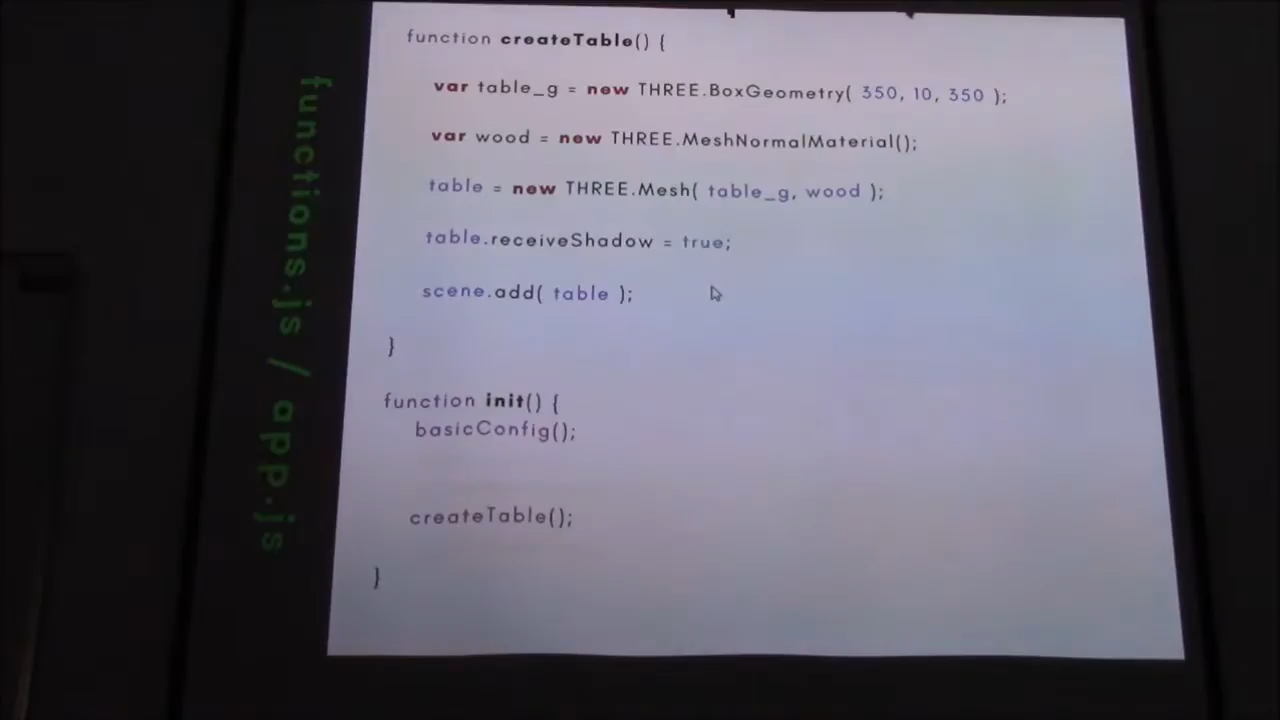 function createTable() {
var table_g = new THREE.BoxGeometry( 350, 10, 350 );
var wood = new THREE.MeshNormalMaterial();
table = new THREE.Mesh( table_g, wood );
table.receiveShadow = true;
scene.add( table );
}
function init() {
basicConfig();
createTable();
}
functions.js / app.js